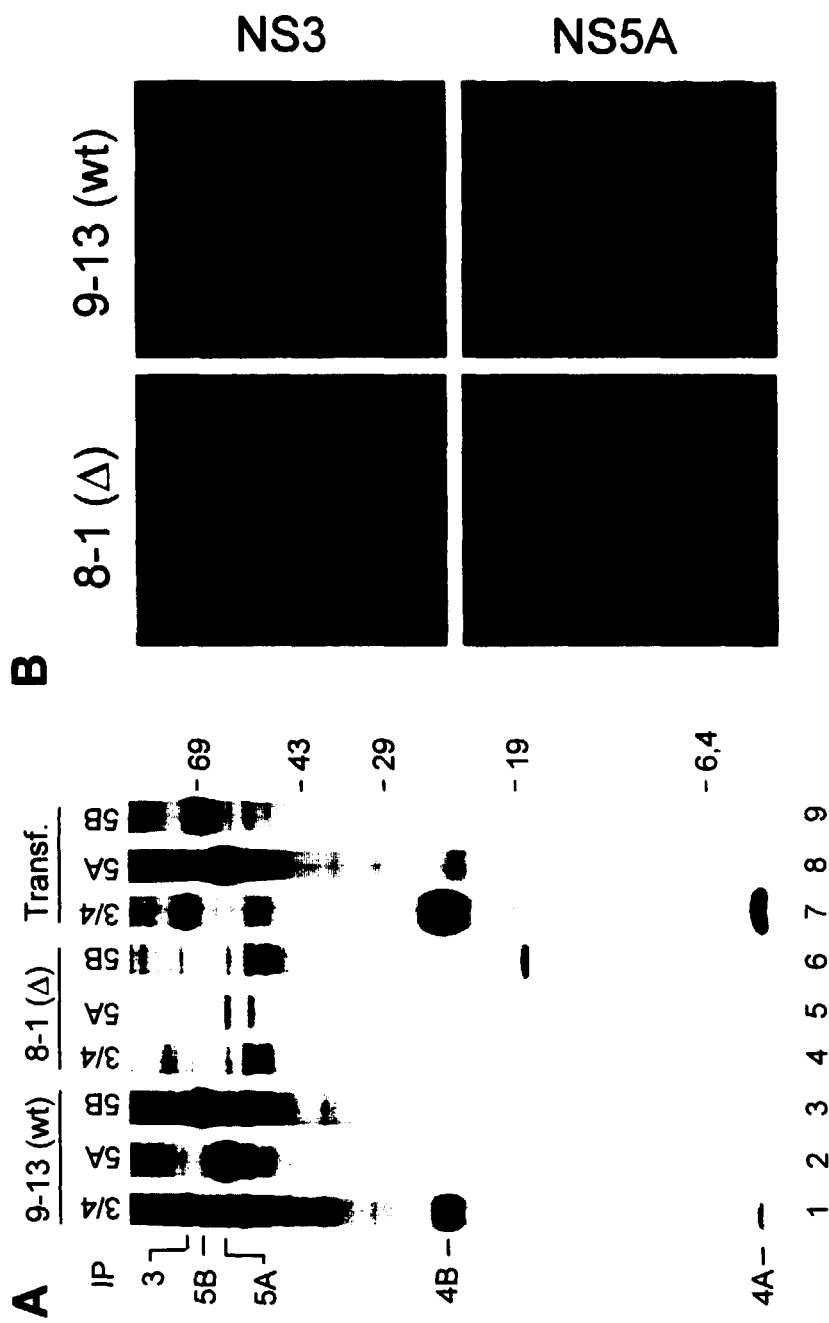 A
9-13 (wt) 8-1 (Δ) Transf.
IP 3/4 5A 5B 3/4 5A 5B 3/4 5A 5B
3
5B
5A
4B
4A
- 69
- 43
- 29
- 19
- 6,4
1 2 3 4 5 6 7 8 9
B
8-1 (Δ) 9-13 (wt)
NS3
NS5A